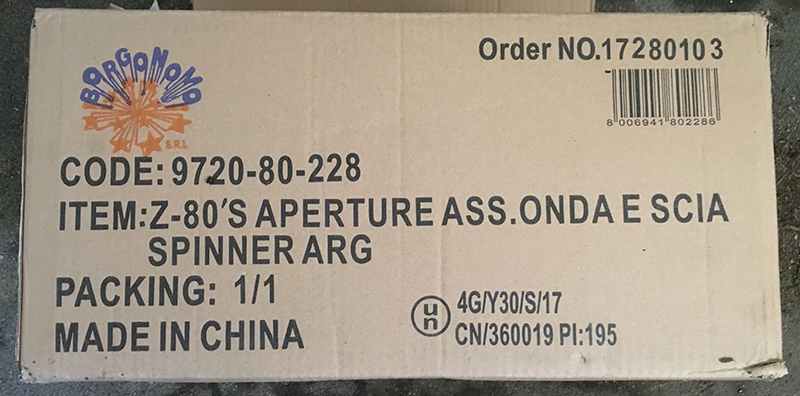 BORGONOVO
S.R.L
Order NO.17280103
8 006941 802286
CODE: 9720-80-228
ITEM:Z-80'S APERTURE ASS.ONDA E SCIA
SPINNER ARG
PACKING: 1/1
MADE IN CHINA
un
4G/Y30/S/17
CN/360019 PI:195